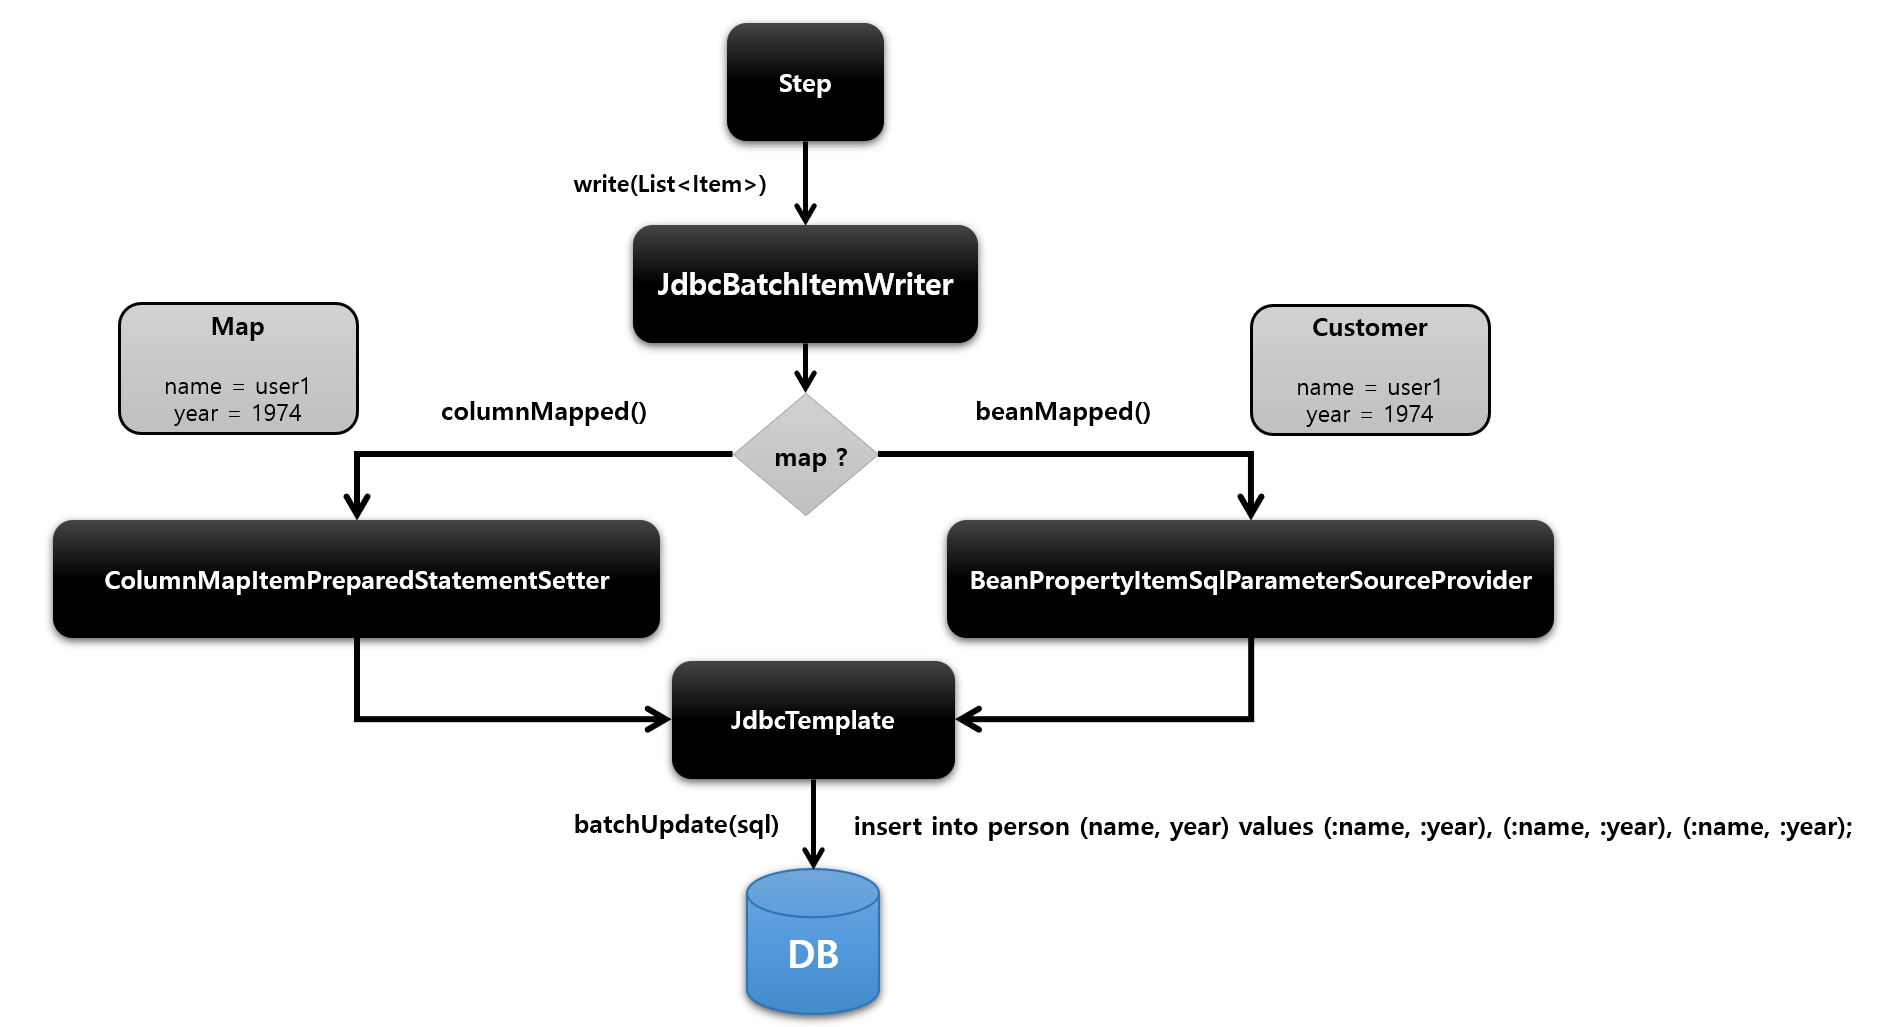 Step
write(List<Item>)
JdbcBatchItemWriter
Map
name = user1
year = 1974
Customer
name = user1
year = 1974
columnMapped()
map ?
beanMapped()
ColumnMapItemPreparedStatementSetter
BeanPropertyItemSqlParameterSourceProvider
JdbcTemplate
batchUpdate(sql)
insert into person (name, year) values (:name, :year), (:name, :year), (:name, :year);
DB